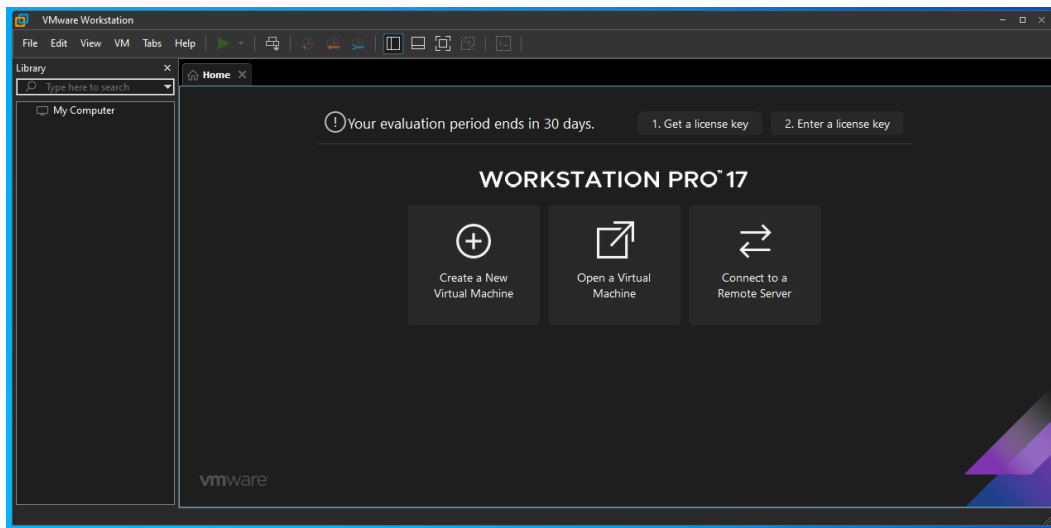 VMware Workstation
File Edit View VM Tabs Help
Library
Type here to search
My Computer
Home
Your evaluation period ends in 30 days.
1. Get a license key
2. Enter a license key
WORKSTATION PRO™ 17
Create a New
Virtual Machine
Open a Virtual
Machine
Connect to a
Remote Server
vmware®